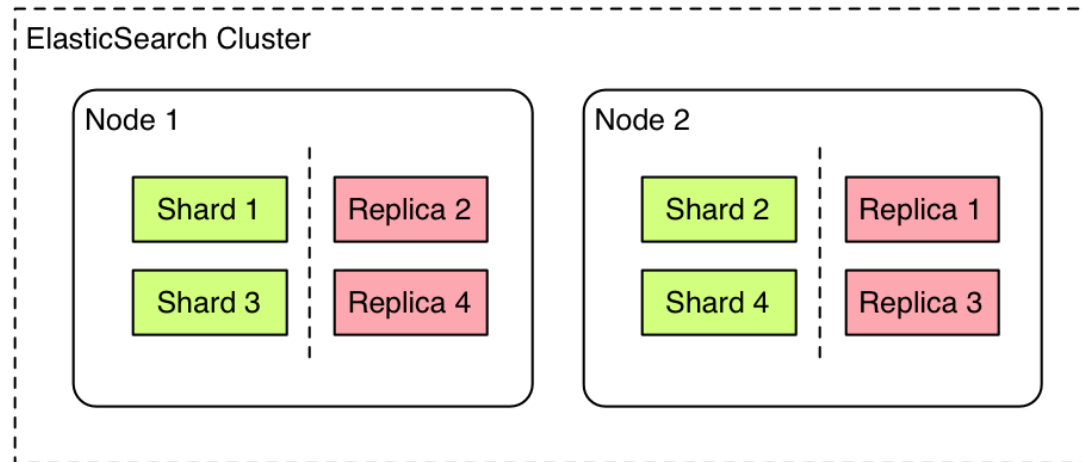 ElasticSearch Cluster
Node 1
Shard 1
Replica 2
Shard 3
Replica 4
Node 2
Shard 2
Replica 1
Shard 4
Replica 3